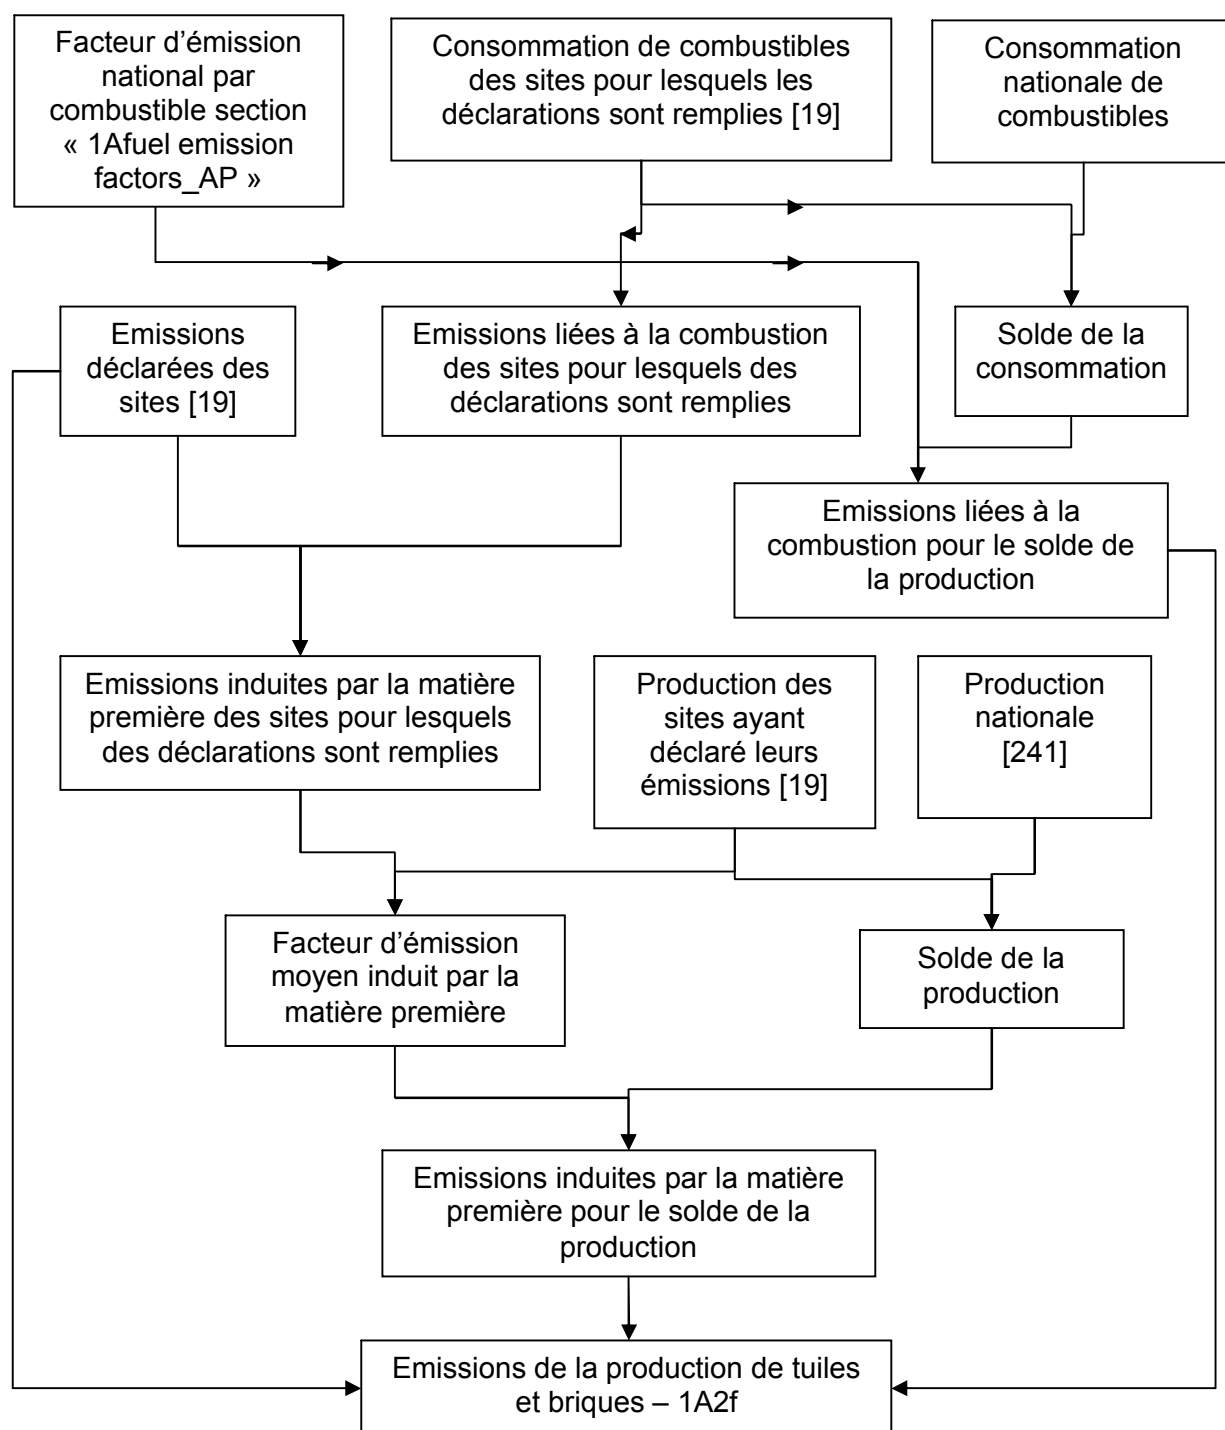 Facteur d’émission
national par
combustible section
« 1Afuel emission
factors_AP »
Consommation de combustibles
des sites pour lesquels les
déclarations sont remplies [19]
Consommation
nationale de
combustibles
Emissions
déclarées des
sites [19]
Emissions liées à la combustion
des sites pour lesquels des
déclarations sont remplies
Solde de la
consommation
Emissions liées à la
combustion pour le solde de
la production
Emissions induites par la matière
première des sites pour lesquels
des déclarations sont remplies
Production des
sites ayant
déclaré leurs
émissions [19]
Production
nationale
[241]
Facteur d’émission
moyen induit par la
matière première
Solde de la
production
Emissions induites par la matière
première pour le solde de la
production
Emissions de la production de tuiles
et briques – 1A2f